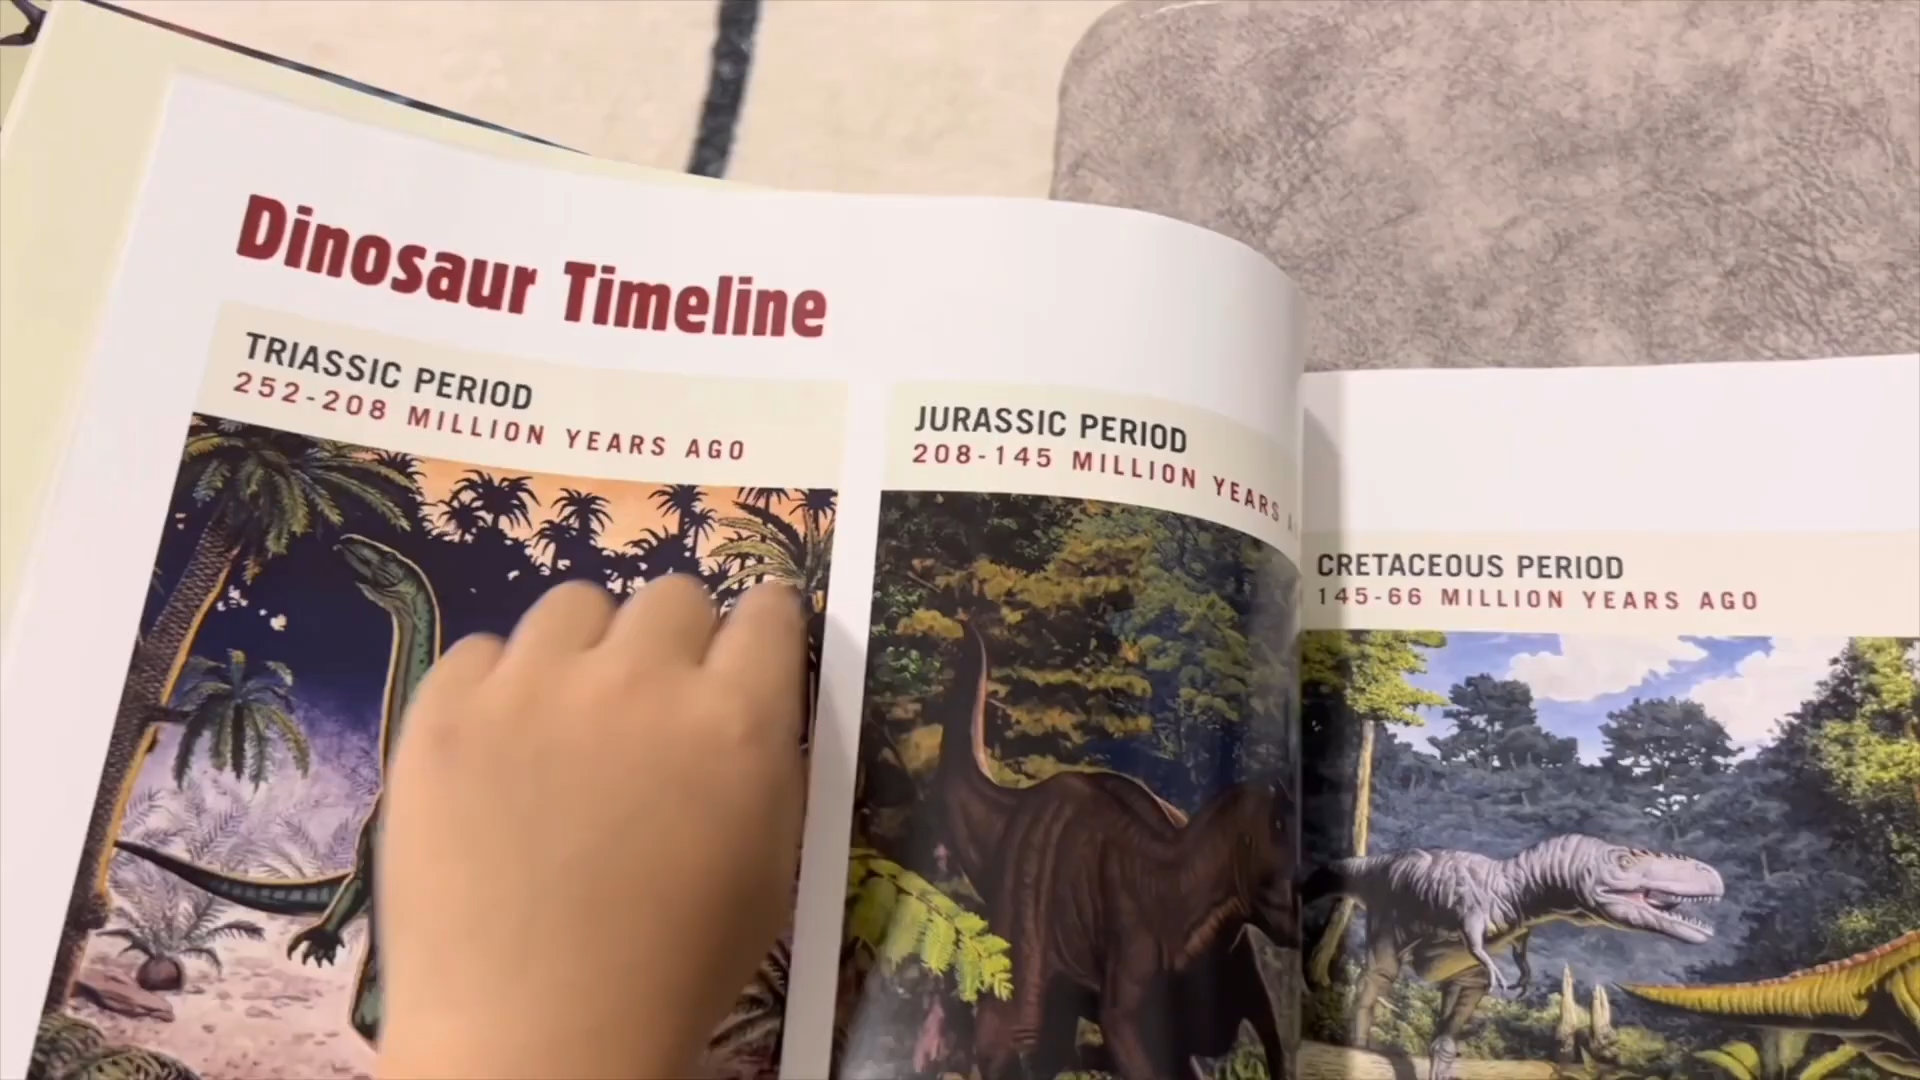 Dinosaur Timeline
TRIASSIC PERIOD
252-208 MILLION YEARS AGO
JURASSIC PERIOD
208-145 MILLION YEARS
CRETACEOUS PERIOD
145-66 MILLION YEARS AGO